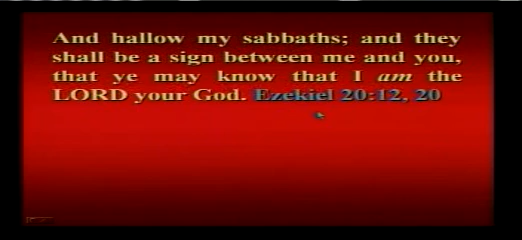 And hallow my sabbaths; and they
shall be a sign between me and you,
that ye may know that I am the
LORD your God. Ezekiel 20:12, 20